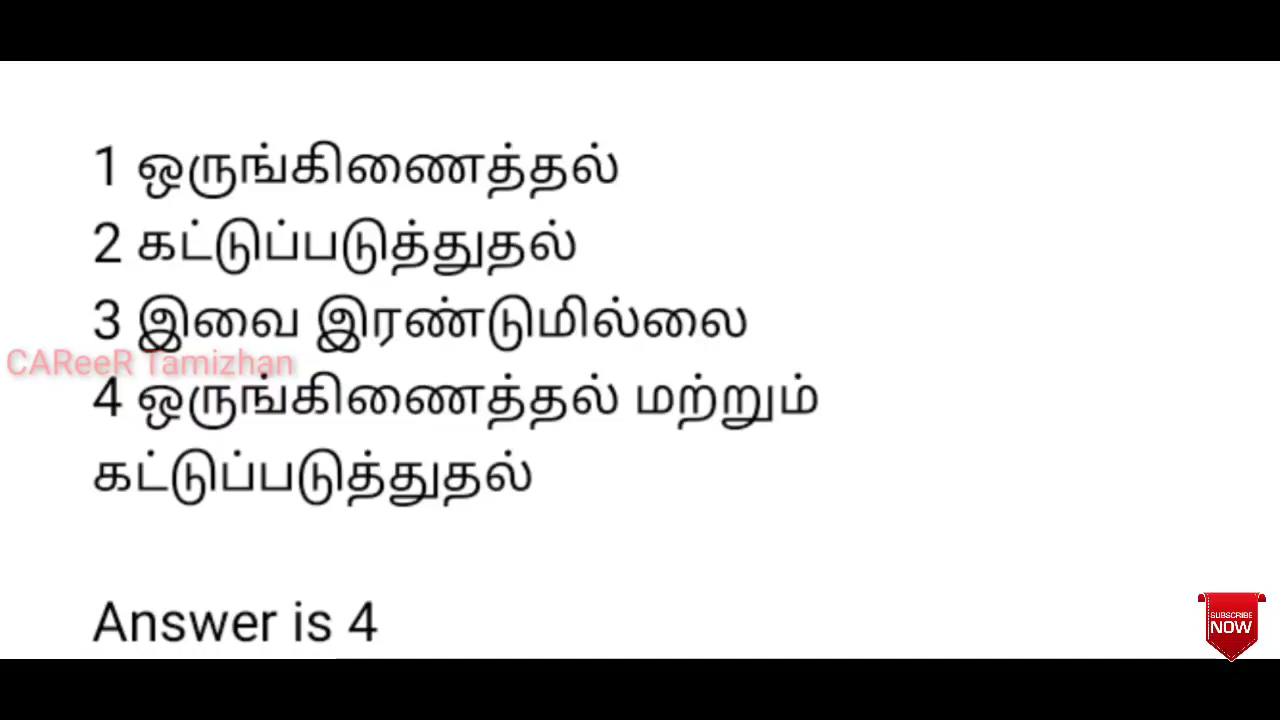 1 ஒருங்கிணைத்தல்
2 கட்டுப்படுத்துதல்
3 இவை இரண்டுமில்லை
CAReeR Tamizhan
4 ஒருங்கிணைத்தல் மற்றும்
கட்டுப்படுத்துதல்
Answer is 4
SUBSCRIBE
NOW